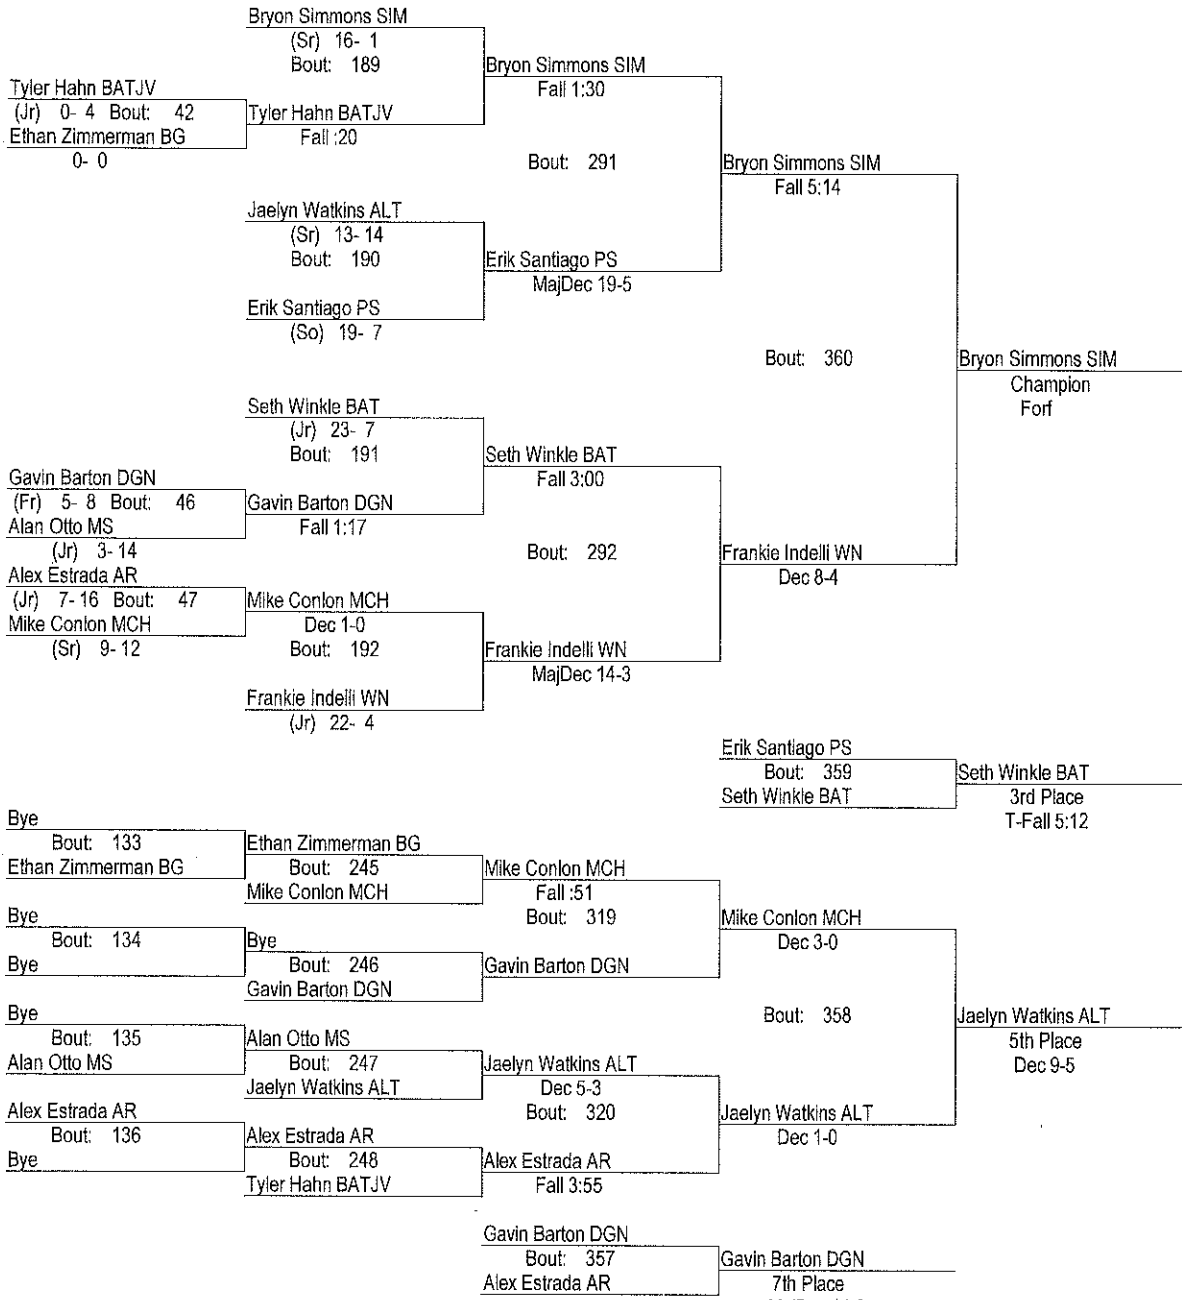 Bryon Simmons SIM
(Sr) 16- 1
Bout: 189
Bryon Simmons SIM
Fall 1:30
Tyler Hahn BATJV
(Jr) 0- 4 Bout: 42
Tyler Hahn BATJV
Fall :20
Ethan Zimmerman BG
0- 0
Bout: 291
Bryon Simmons SIM
Fall 5:14
Jaelyn Watkins ALT
(Sr) 13- 14
Bout: 190
Erik Santiago PS
MajDec 19-5
Erik Santiago PS
(So) 19- 7
Bout: 360
Bryon Simmons SIM
Champion
Forf
Seth Winkle BAT
(Jr) 23- 7
Bout: 191
Seth Winkle BAT
Fall 3:00
Gavin Barton DGN
(Fr) 5- 8 Bout: 46
Gavin Barton DGN
Fall 1:17
Alan Otto MS
(Jr) 3- 14
Bout: 292
Frankie Indelli WN
Dec 8-4
Alex Estrada AR
(Jr) 7- 16 Bout: 47
Mike Conlon MCH
Dec 1-0
Mike Conlon MCH
(Sr) 9- 12
Bout: 192
Frankie Indelli WN
MajDec 14-3
Frankie Indelli WN
(Jr) 22- 4
Erik Santiago PS
Bout: 359
Seth Winkle BAT
Seth Winkle BAT
3rd Place
T-Fall 5:12
Bye
Bout: 133
Ethan Zimmerman BG
Ethan Zimmerman BG
Bout: 245
Mike Conlon MCH
Mike Conlon MCH
Fall :51
Bout: 319
Mike Conlon MCH
Dec 3-0
Bye
Bout: 134
Bye
Bye
Bout: 246
Gavin Barton DGN
Gavin Barton DGN
Bout: 358
Jaelyn Watkins ALT
5th Place
Dec 9-5
Bye
Bout: 135
Alan Otto MS
Alan Otto MS
Bout: 247
Jaelyn Watkins ALT
Jaelyn Watkins ALT
Dec 5-3
Bout: 320
Jaelyn Watkins ALT
Dec 1-0
Alex Estrada AR
Bout: 136
Bye
Alex Estrada AR
Bout: 248
Tyler Hahn BATJV
Alex Estrada AR
Fall 3:55
Gavin Barton DGN
Bout: 357
Alex Estrada AR
Gavin Barton DGN
7th Place